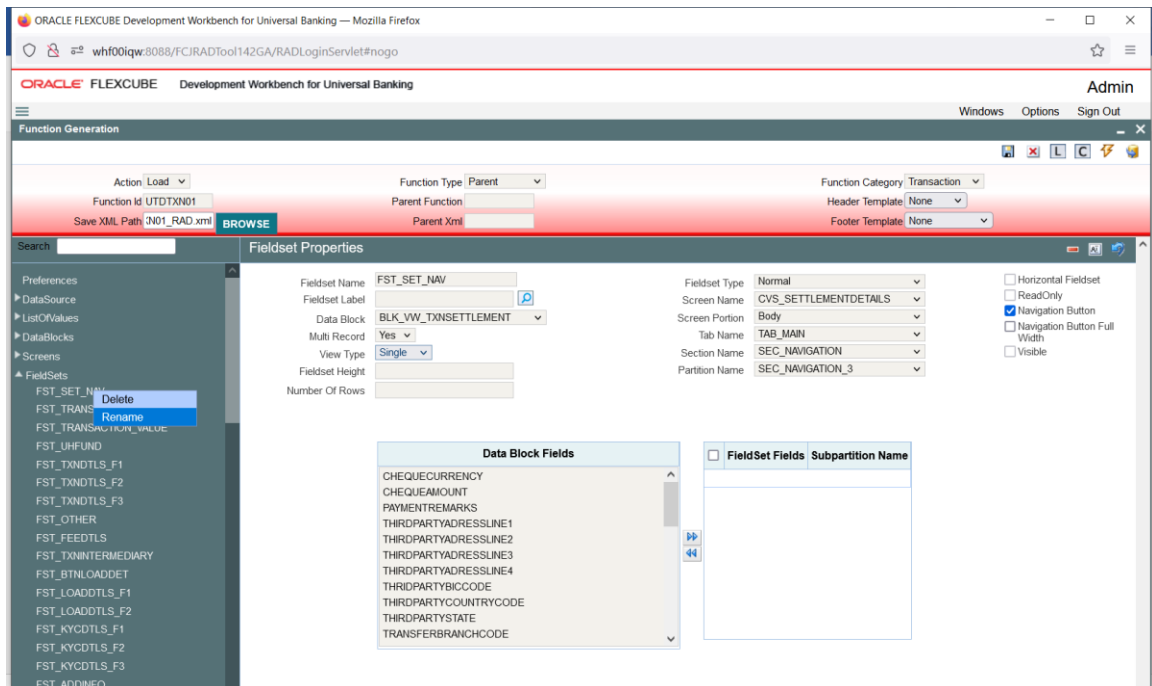 ORACLE FLEXCUBE Development Workbench for Universal Banking — Mozilla Firefox
whf00iqw:8088/FCJRADTool142GA/RADLoginServlet#nogo
ORACLE FLEXCUBE Development Workbench for Universal Banking Admin
Windows Options Sign Out
Function Generation
L C
Action Load Function Type Parent Function Category Transaction
Function Id UTDTXN01 Parent Function Header Template None
Save XML Path N01_RAD.xml BROWSE Parent Xml Footer Template None
Search Fieldset Properties
Preferences
DataSource
ListOfValues
DataBlocks
Screens
FieldSets
FST_SET_NAV
Delete
FST_TRANS
Rename
FST_TRANSACTION_VALUE
FST_UHFUND
FST_TXNDTLS_F1
FST_TXNDTLS_F2
FST_TXNDTLS_F3
FST_OTHER
FST_FEEDTLS
FST_TXNINTERMEDIARY
FST_BTNLOADDET
FST_LOADDTLS_F1
FST_LOADDTLS_F2
FST_KYCDTLS_F1
FST_KYCDTLS_F2
FST_KYCDTLS_F3
FST_ADDINFO
Fieldset Name FST_SET_NAV Fieldset Type Normal Horizontal Fieldset
Fieldset Label Screen Name CVS_SETTLEMENTDETAILS ReadOnly
Data Block BLK_VW_TXNSETTLEMENT Screen Portion Body Navigation Button
Multi Record Yes Tab Name TAB_MAIN Navigation Button Full Width
View Type Single Section Name SEC_NAVIGATION Visible
Fieldset Height Partition Name SEC_NAVIGATION_3
Number Of Rows
Data Block Fields FieldSet Fields Subpartition Name
CHEQUECURRENCY
CHEQUEAMOUNT
PAYMENTREMARKS
THIRDPARTYADRESSLINE1
THIRDPARTYADRESSLINE2
THIRDPARTYADRESSLINE3
THIRDPARTYADRESSLINE4
THRIDPARTYBICCODE
THIRDPARTYCOUNTRYCODE
THIRDPARTYSTATE
TRANSFERBRANCHCODE